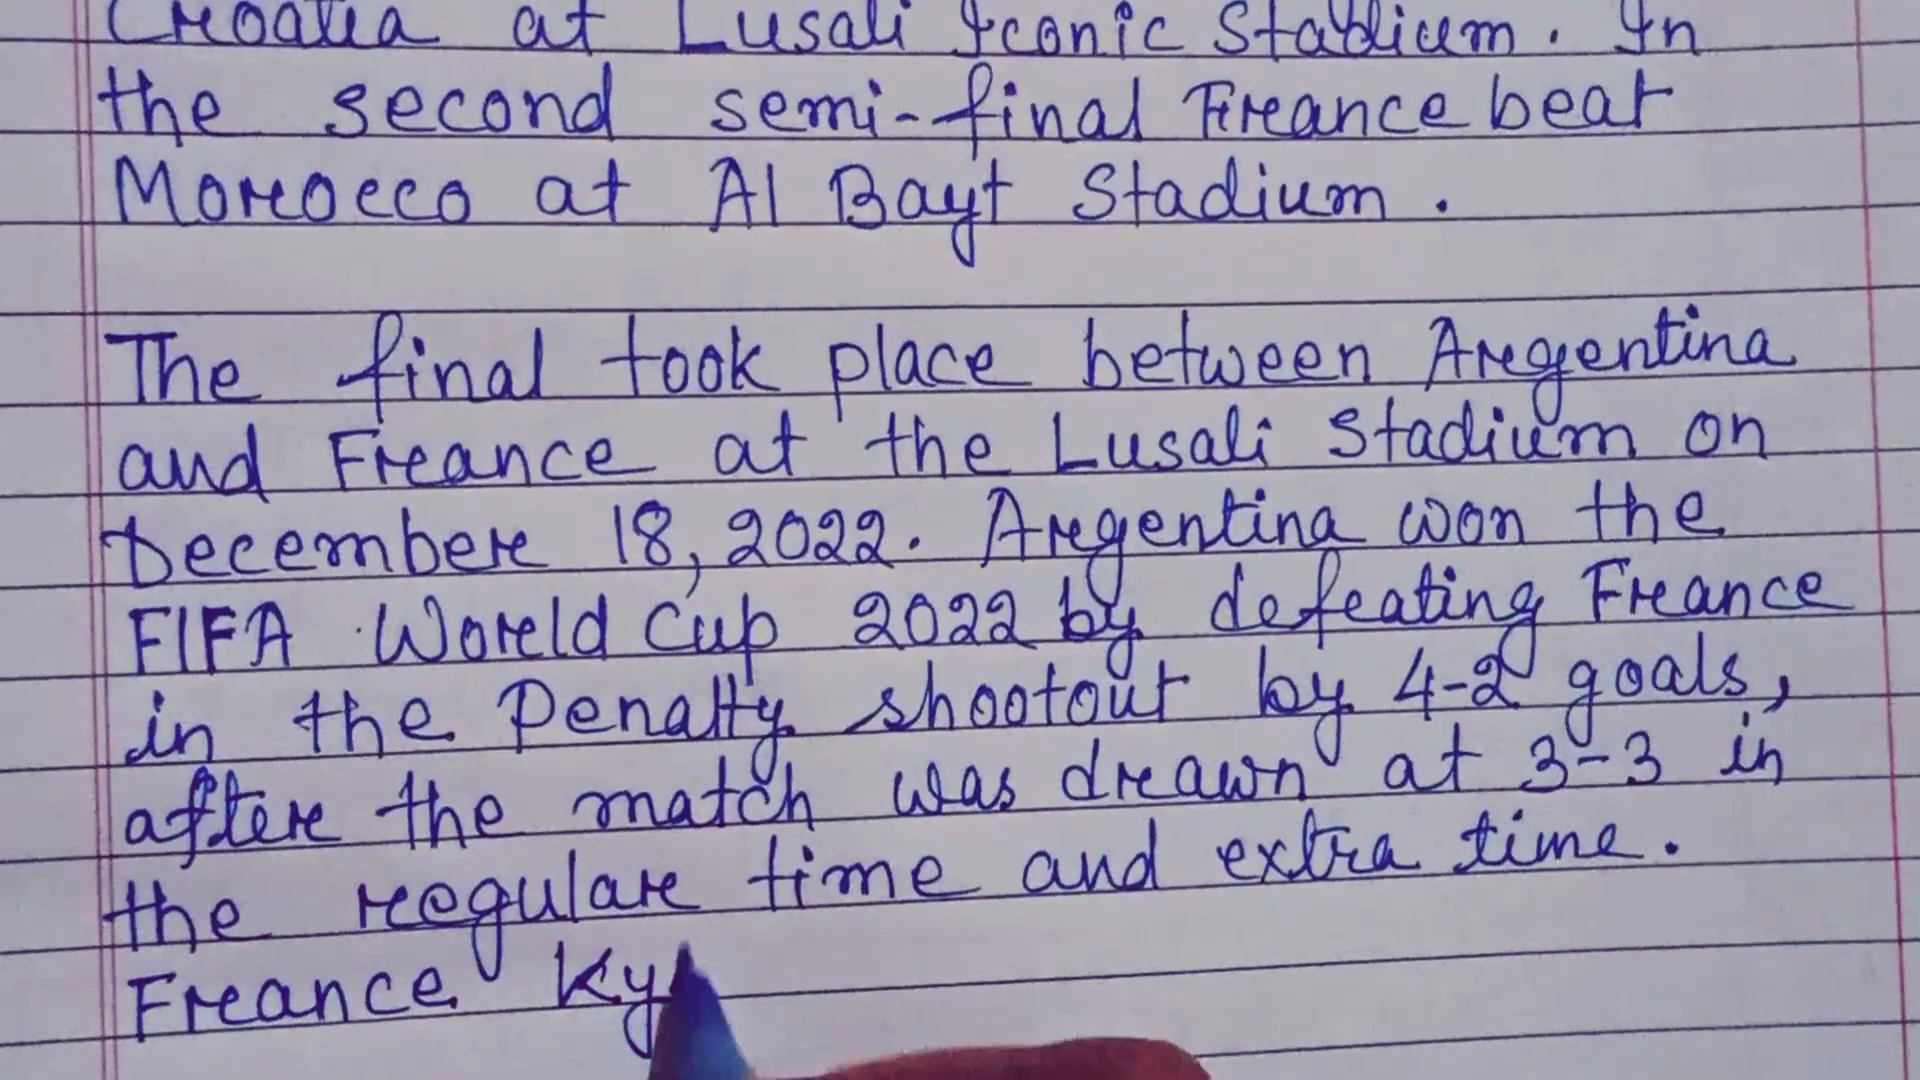 Croatia at Lusali Iconic Stadium. In
the second semi-final France beat
Morocco at Al Bayt Stadium.
The final took place between Argentina
and France at the Lusali Stadium on
December 18, 2022. Argentina won the
FIFA World Cup 2022 by defeating France
in the Penalty shootout by 4-2 goals,
after the match was drawn at 3-3 in
the regular time and extra time.
France Ky